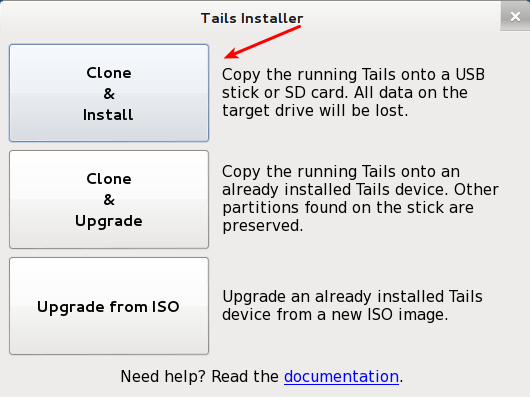 Tails Installer
Clone
&
Install
Copy the running Tails onto a USB
stick or SD card. All data on the
target drive will be lost.
Clone
&
Upgrade
Copy the running Tails onto an
already installed Tails device. Other
partitions found on the stick are
preserved.
Upgrade from ISO
Upgrade an already installed Tails
device from a new ISO image.
Need help? Read the documentation.